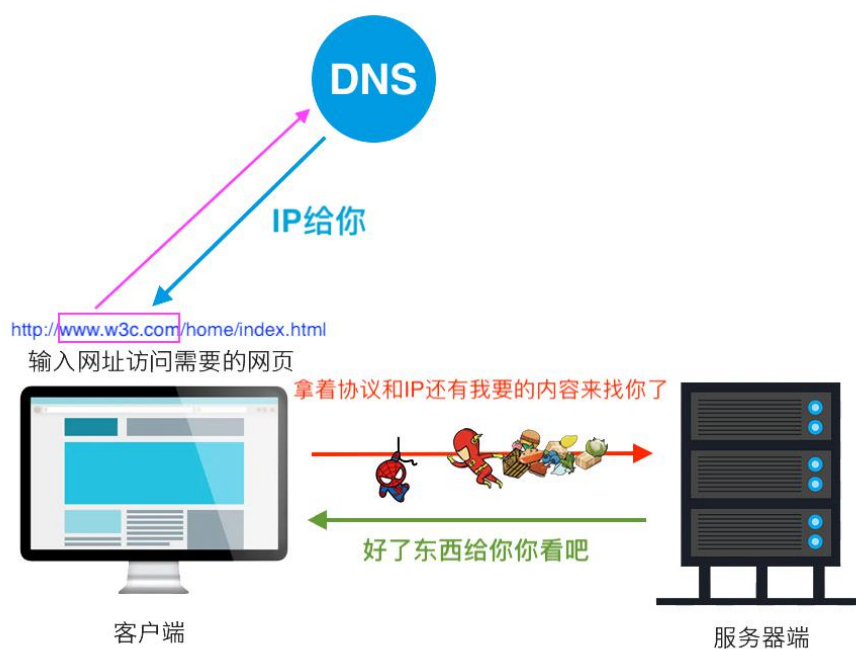 DNS
IP给你
http://www.w3c.com/home/index.html
输入网址访问需要的网页
拿着协议和IP还有我要的内容来找你了
好了东西给你你看吧
客户端
服务器端